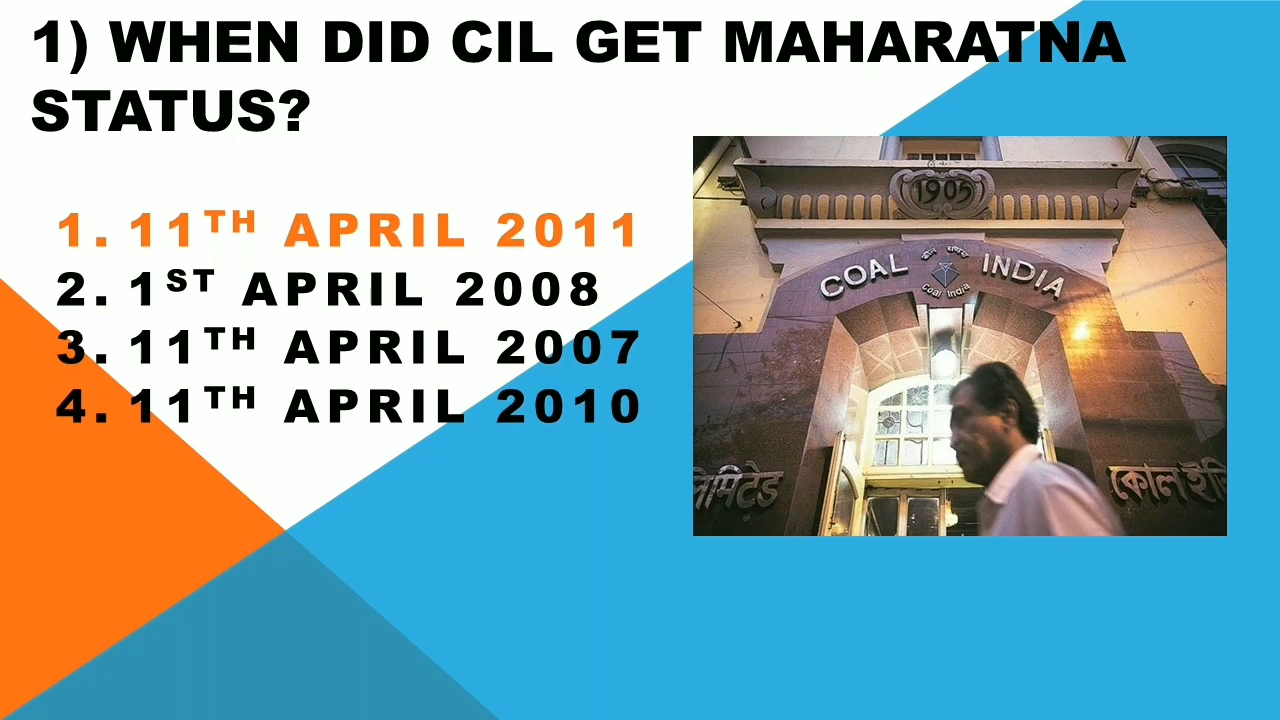 1) WHEN DID CIL GET MAHARATNA
STATUS?
1. 11TH APRIL 2011
2. 1ST APRIL 2008
3. 11TH APRIL 2007
4. 11TH APRIL 2010
1905
COAL INDIA
Coal India
কোল ইন্ডি